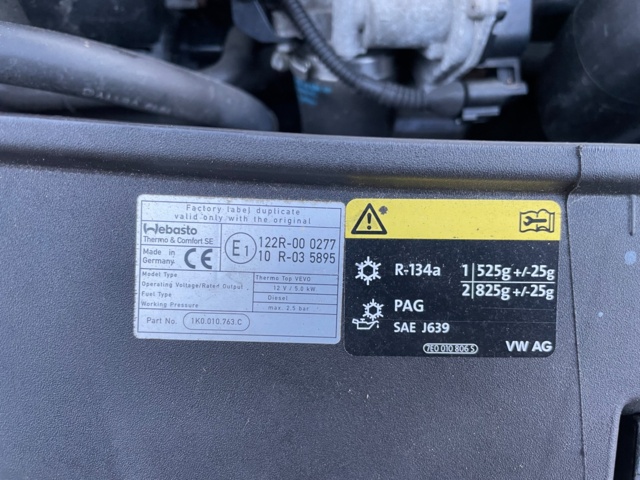 Factory label duplicate
valid only with the original
Webasto
Thermo & Comfort SE
Made in
Germany
CE
E1
122R-00 0277
10 R-03 5895
Model Type Thermo Top VEVO
Operating Voltage/Rated Output 12 V / 5.0 kW
Fuel Type Diesel
Working Pressure max. 2.5 bar
Part No. 1K0.010.763.C
R-134a 1 525g +/-25g
2 825g +/-25g
PAG
SAE J639
7E0 010 806 S VW AG